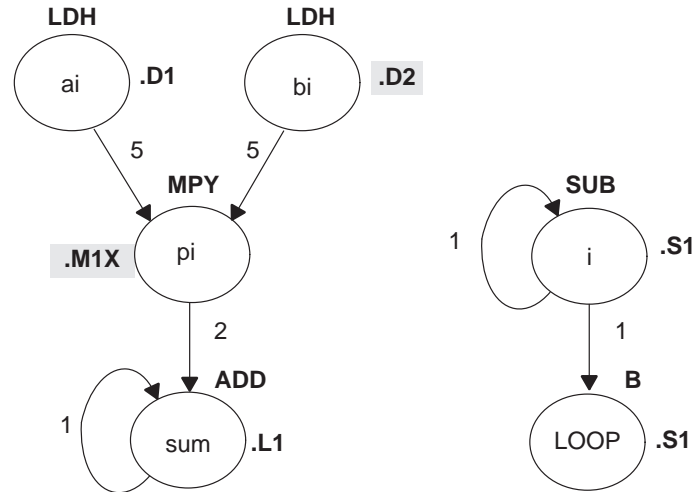 LDH LDH
ai .D1 bi .D2
5 5
MPY SUB
1
.M1X pi i .S1
2 1
ADD B
1
sum .L1 LOOP .S1